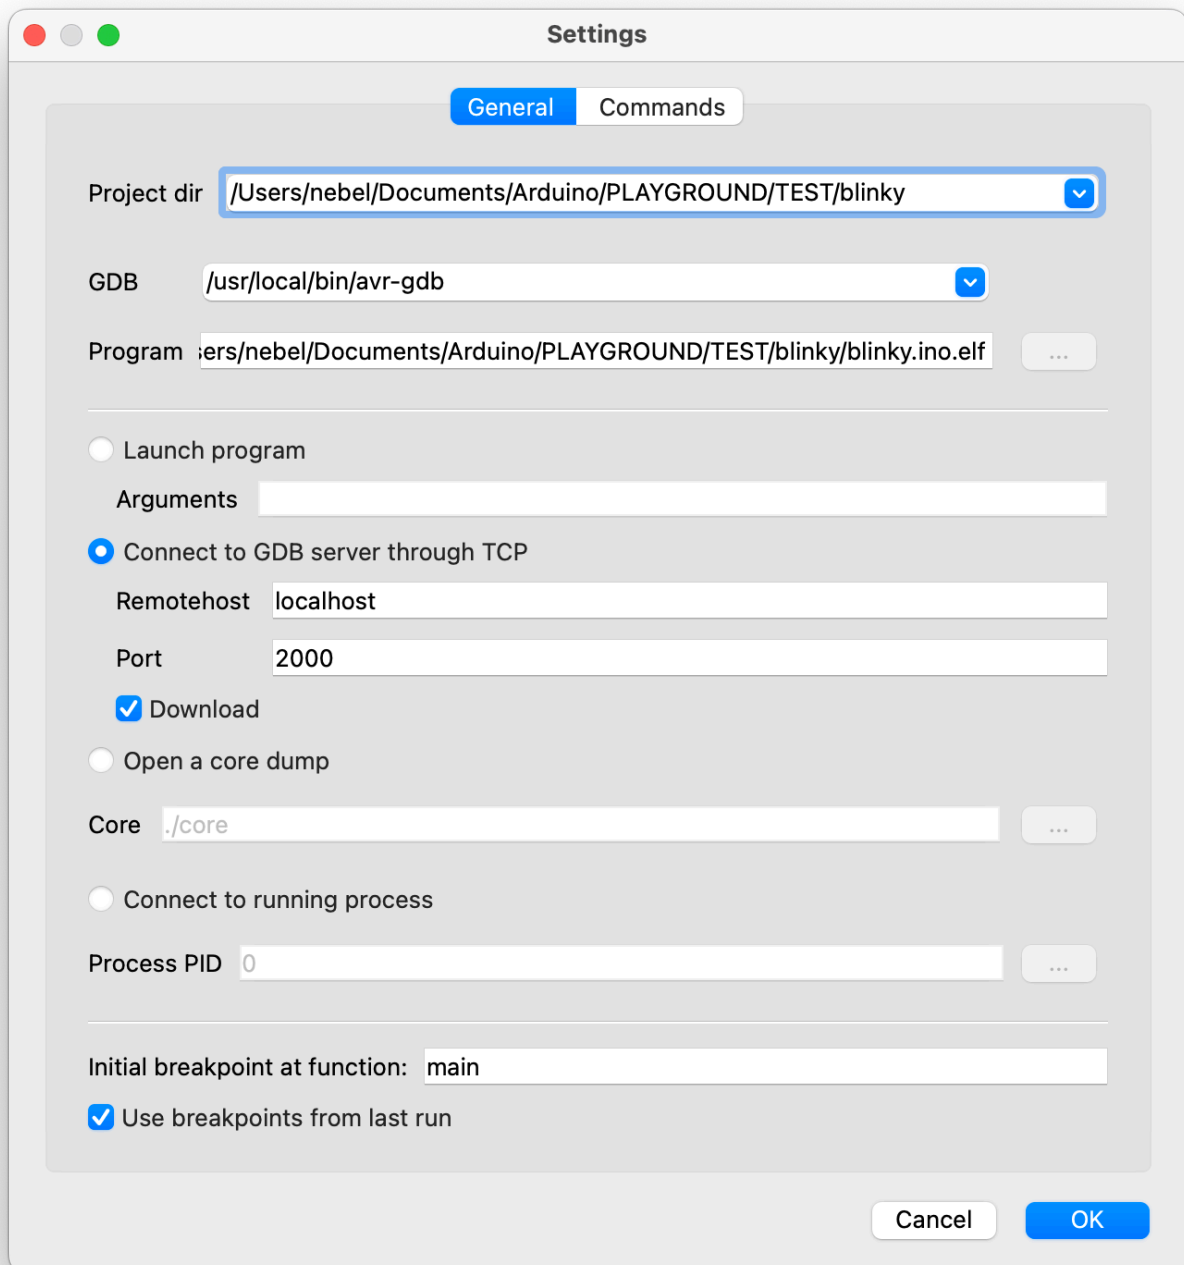 Settings
General Commands
Project dir /Users/nebel/Documents/Arduino/PLAYGROUND/TEST/blinky
GDB /usr/local/bin/avr-gdb
Program sers/nebel/Documents/Arduino/PLAYGROUND/TEST/blinky/blinky.ino.elf ...
Launch program
Arguments
Connect to GDB server through TCP
Remotehost localhost
Port 2000
Download
Open a core dump
Core ./core ...
Connect to running process
Process PID 0 ...
Initial breakpoint at function: main
Use breakpoints from last run
Cancel OK